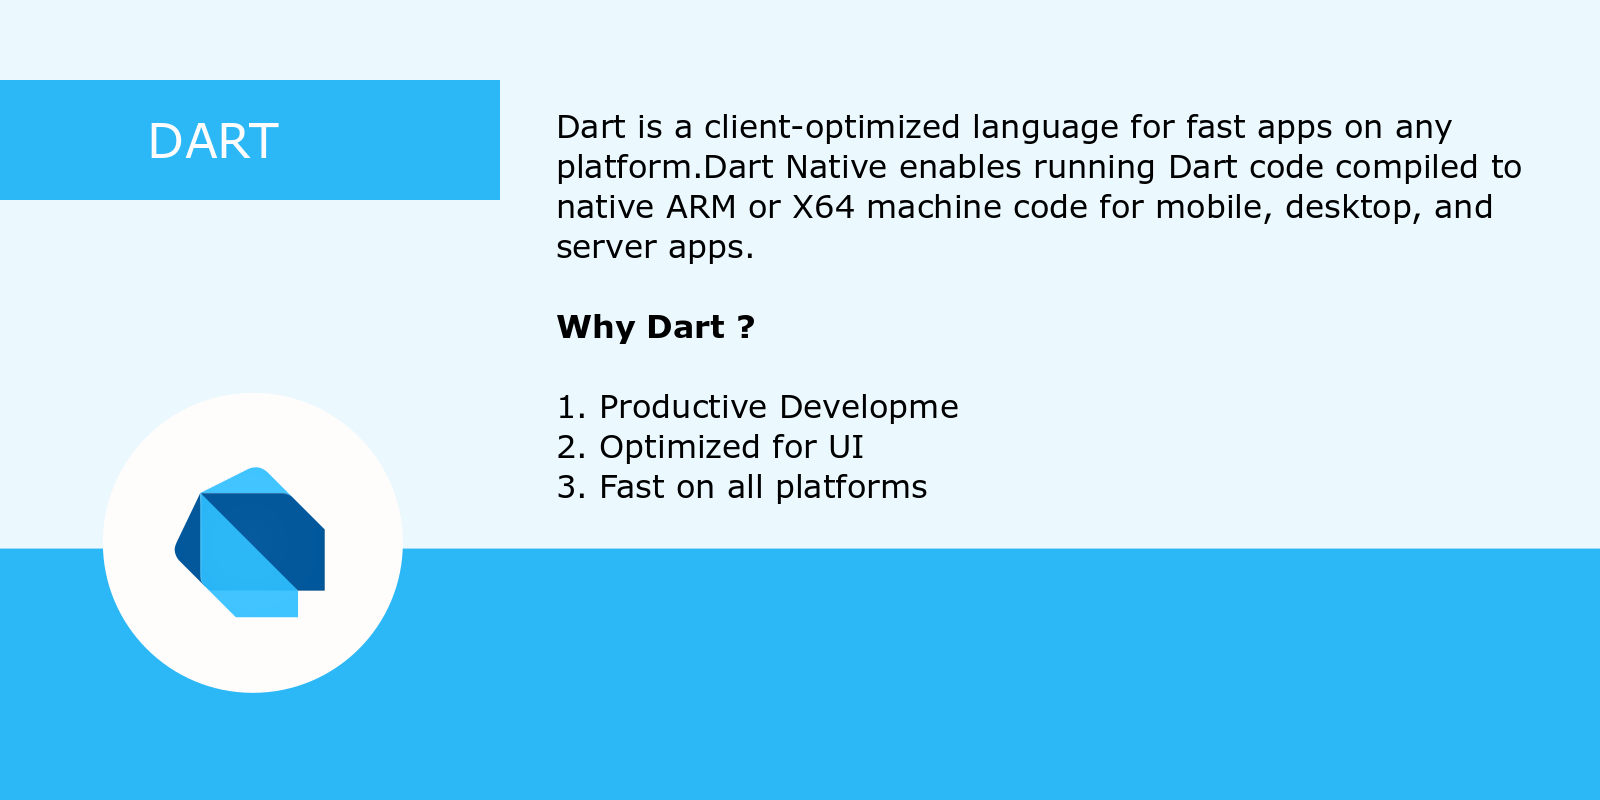 DART
Dart is a client-optimized language for fast apps on any
platform.Dart Native enables running Dart code compiled to
native ARM or X64 machine code for mobile, desktop, and
server apps.
Why Dart ?
1. Productive Developme
2. Optimized for UI
3. Fast on all platforms